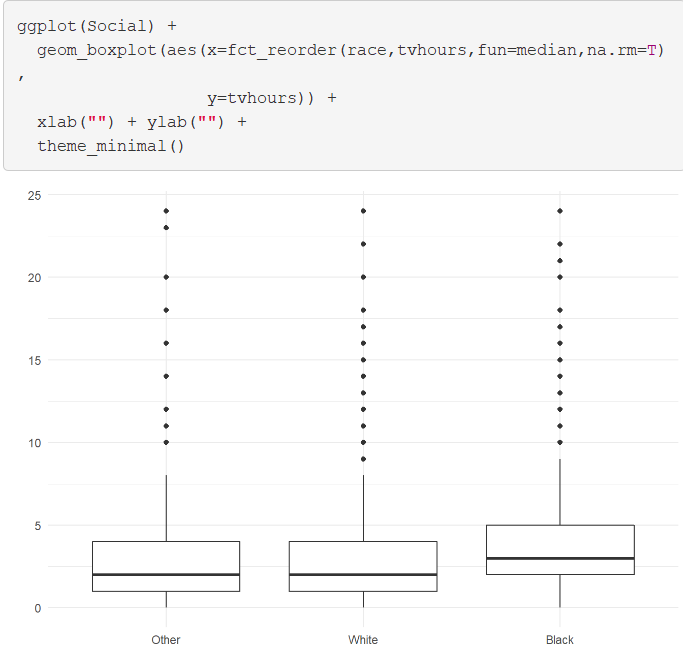 ggplot(Social) +
geom_boxplot(aes(x=fct_reorder(race,tvhours,fun=median,na.rm=T)
,
y=tvhours)) +
xlab("") + ylab("") +
theme_minimal()
25
20
15
10
5
0
Other White Black